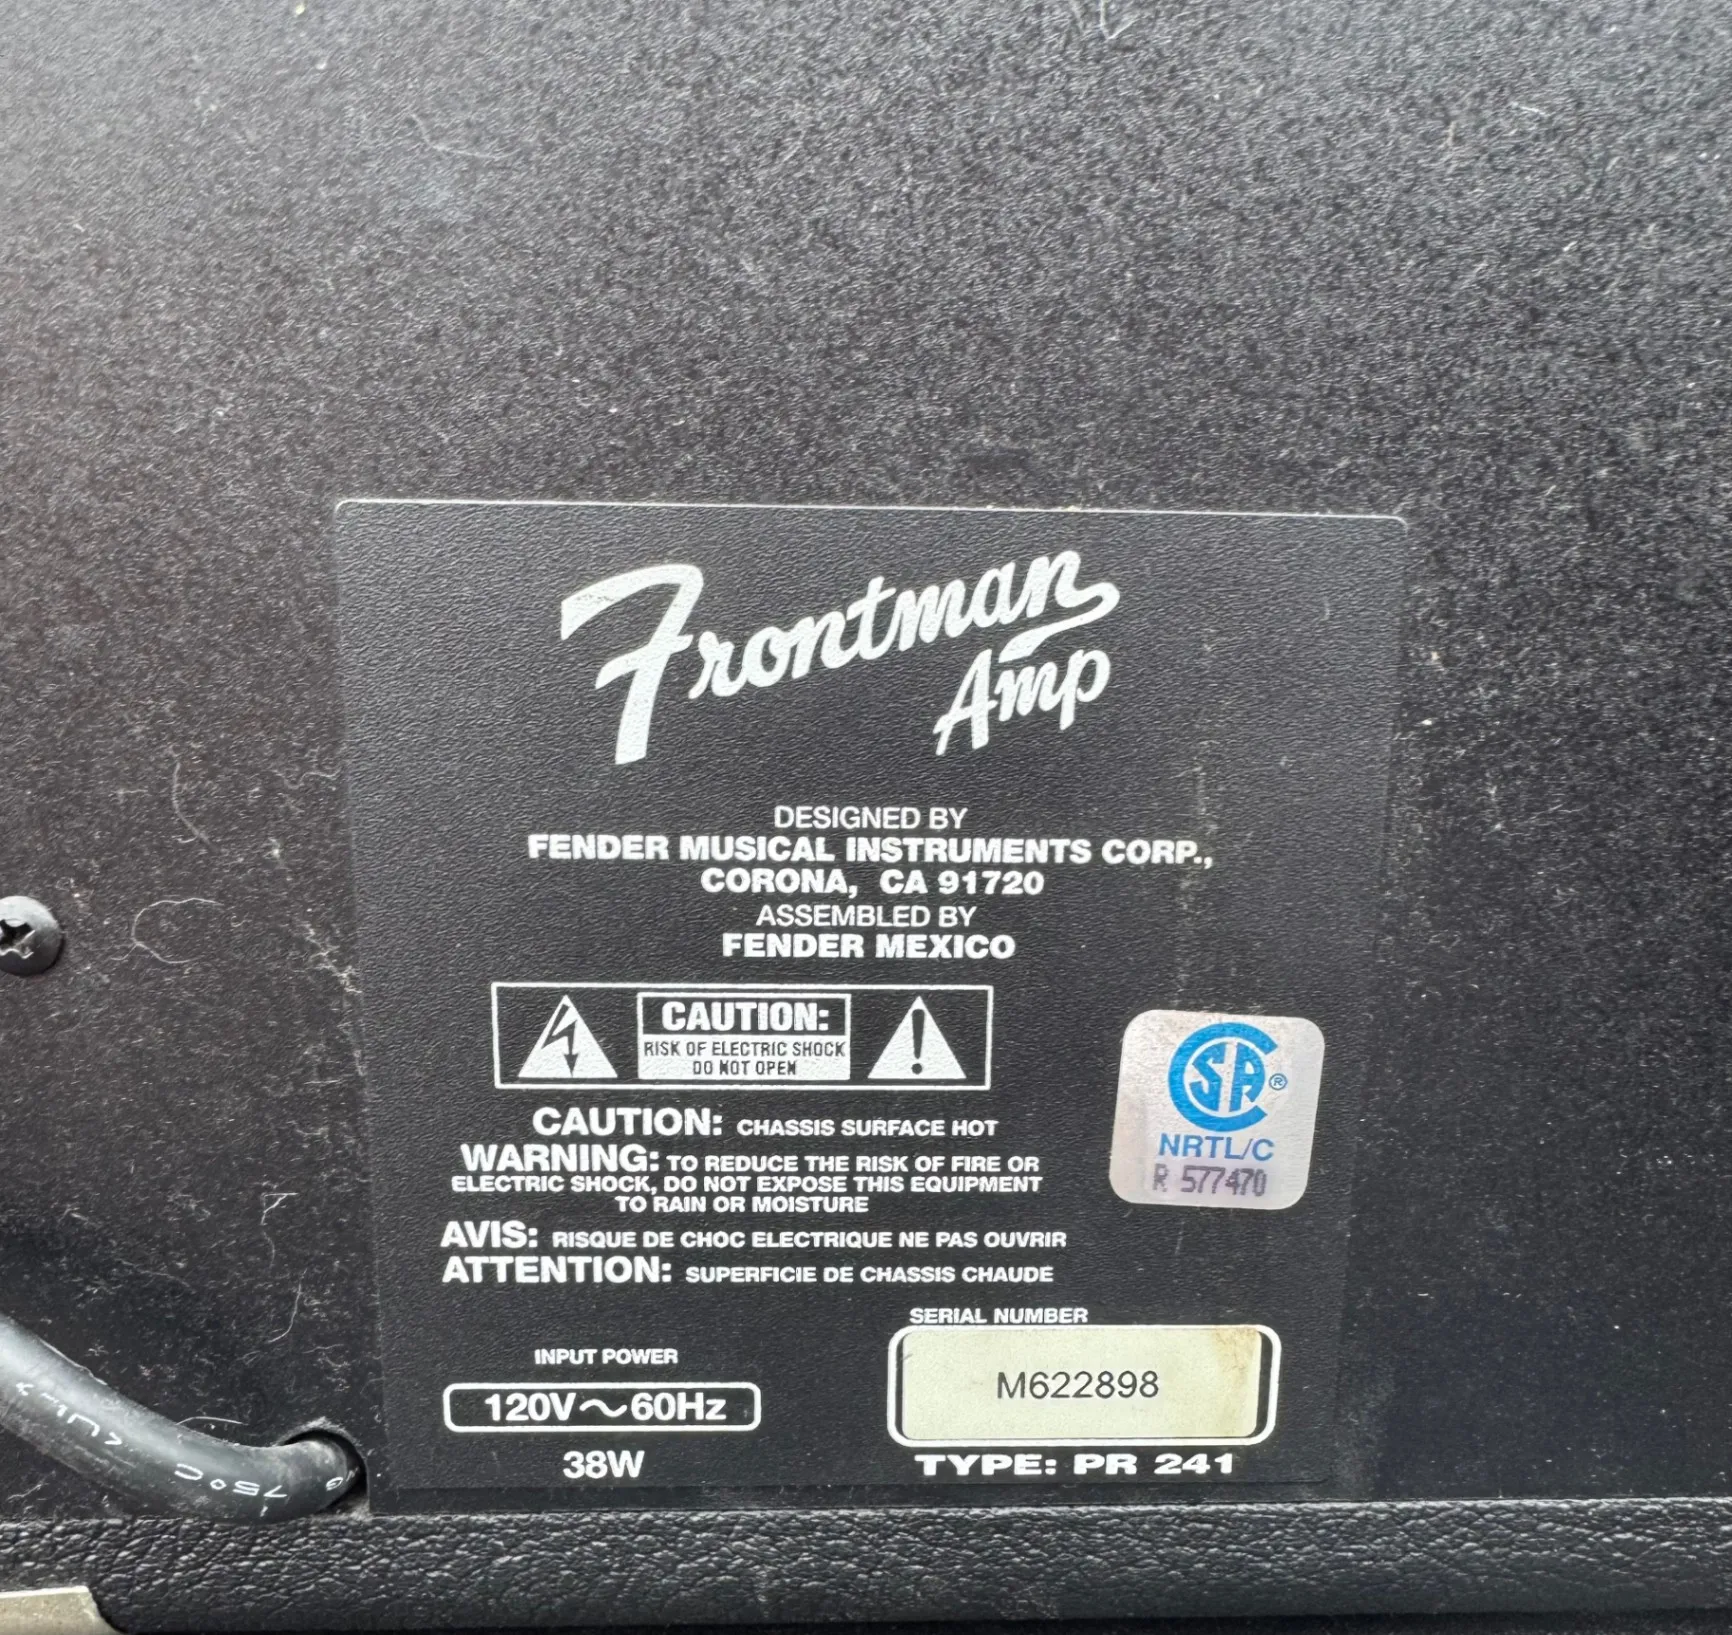 Frontman
Amp
DESIGNED BY
FENDER MUSICAL INSTRUMENTS CORP.,
CORONA, CA 91720
ASSEMBLED BY
FENDER MEXICO
CAUTION:
RISK OF ELECTRIC SHOCK
DO NOT OPEN
CAUTION: CHASSIS SURFACE HOT
WARNING: TO REDUCE THE RISK OF FIRE OR
ELECTRIC SHOCK, DO NOT EXPOSE THIS EQUIPMENT
TO RAIN OR MOISTURE
AVIS: RISQUE DE CHOC ELECTRIQUE NE PAS OUVRIR
ATTENTION: SUPERFICIE DE CHASSIS CHAUDE
CSA®
NRTL/C
R 577470
INPUT POWER
120V~60Hz
38W
SERIAL NUMBER
M622898
TYPE: PR 241